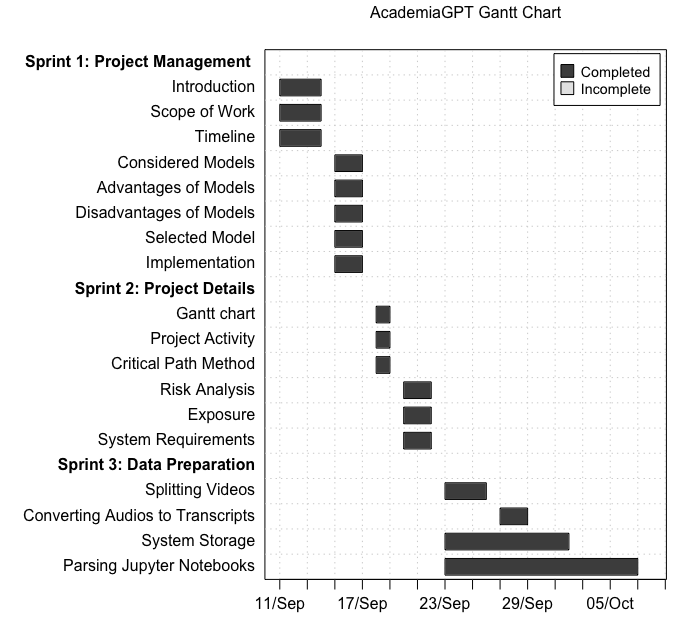 AcademiaGPT Gantt Chart
Sprint 1: Project Management
Completed
Incomplete
Introduction
Scope of Work
Timeline
Considered Models
Advantages of Models
Disadvantages of Models
Selected Model
Implementation
Sprint 2: Project Details
Gantt chart
Project Activity
Critical Path Method
Risk Analysis
Exposure
System Requirements
Sprint 3: Data Preparation
Splitting Videos
Converting Audios to Transcripts
System Storage
Parsing Jupyter Notebooks
11/Sep 17/Sep 23/Sep 29/Sep 05/Oct